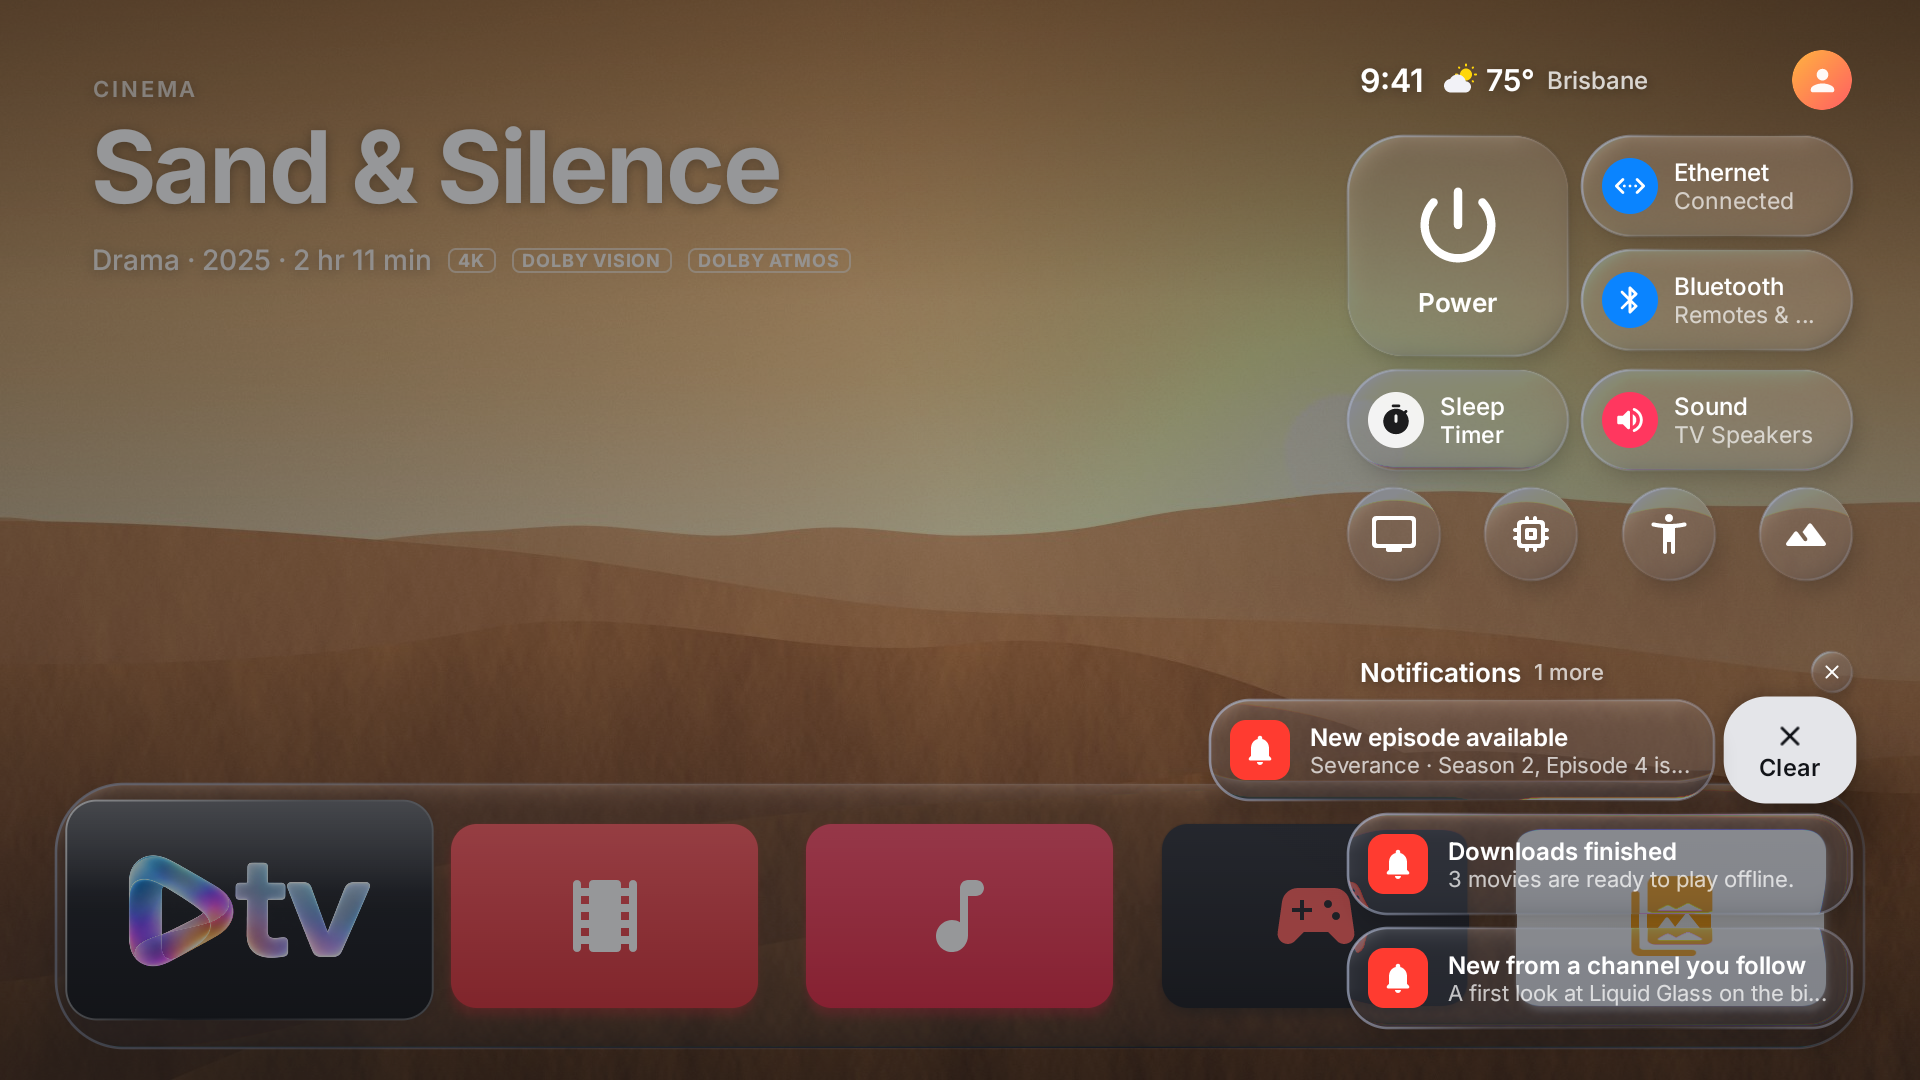 CINEMA
Sand & Silence
Drama · 2025 · 2 hr 11 min 4K DOLBY VISION DOLBY ATMOS
9:41 75° Brisbane
Power
Ethernet
Connected
Bluetooth
Remotes & ...
Sleep
Timer
Sound
TV Speakers
Notifications 1 more
New episode available
Severance · Season 2, Episode 4 is...
Clear
Downloads finished
3 movies are ready to play offline.
New from a channel you follow
A first look at Liquid Glass on the bi...
tv